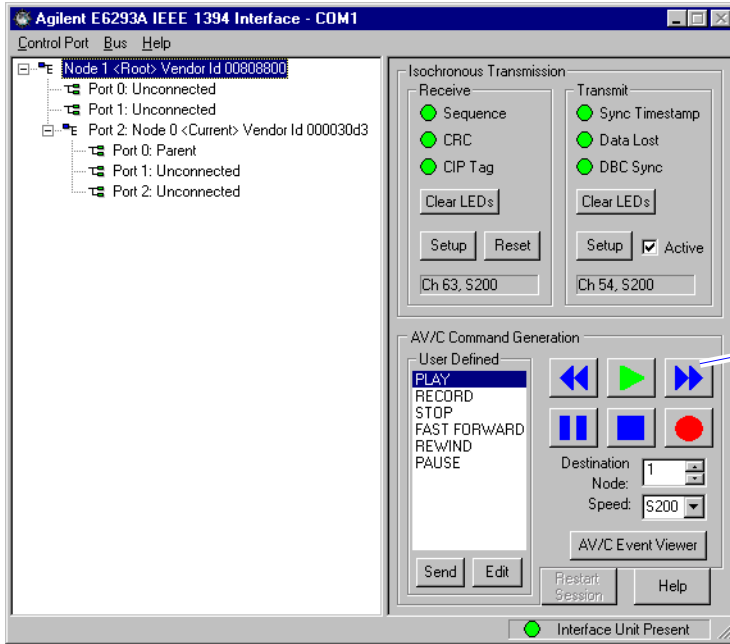 Agilent E6293A IEEE 1394 Interface - COM1
Control Port Bus Help
Node 1 <Root> Vendor Id 00808800
Port 0: Unconnected
Port 1: Unconnected
Port 2: Node 0 <Current> Vendor Id 000030d3
Port 0: Parent
Port 1: Unconnected
Port 2: Unconnected
Isochronous Transmission
Receive
Sequence
CRC
CIP Tag
Clear LEDs
Setup Reset
Ch 63, S200
Transmit
Sync Timestamp
Data Lost
DBC Sync
Clear LEDs
Setup Active
Ch 54, S200
AV/C Command Generation
User Defined
PLAY
RECORD
STOP
FAST FORWARD
REWIND
PAUSE
Send Edit
Destination
Node: 1
Speed: S200
AV/C Event Viewer
Restart
Session
Help
Interface Unit Present